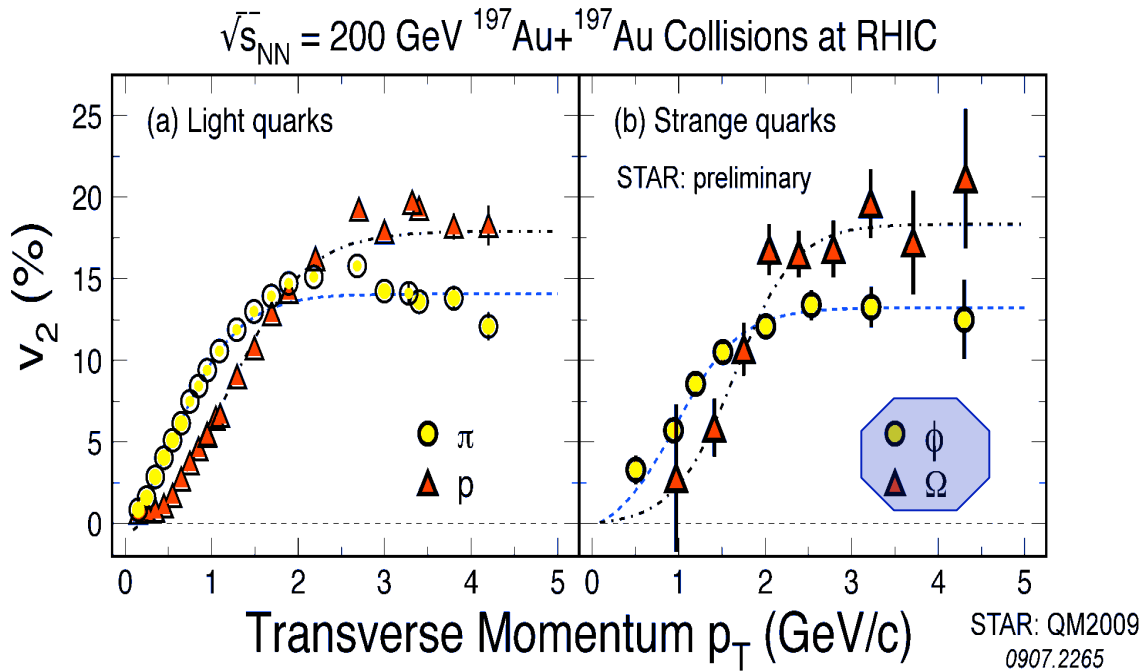 √s̅NN = 200 GeV ¹⁹⁷Au+¹⁹⁷Au Collisions at RHIC
(a) Light quarks
(b) Strange quarks
STAR: preliminary
v₂ (%)
25
20
15
10
5
0
π
p
ϕ
Ω
0 1 2 3 4 5
0 1 2 3 4 5
Transverse Momentum pT (GeV/c)
STAR: QM2009
0907.2265